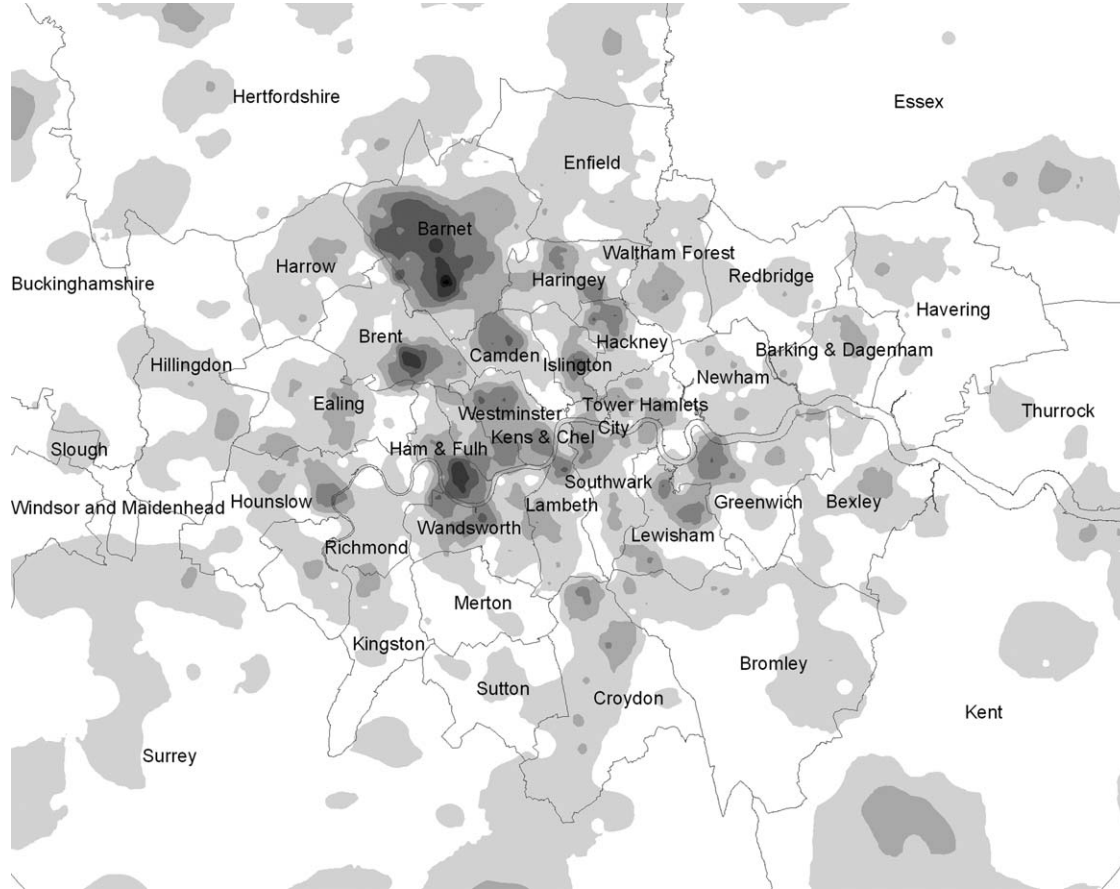 Hertfordshire
Essex
Enfield
Barnet
Waltham Forest
Harrow
Haringey
Redbridge
Buckinghamshire
Havering
Brent
Hackney
Camden
Barking & Dagenham
Hillingdon
Islington
Newham
Ealing
Tower Hamlets
Westminster
Thurrock
City
Kens & Chel
Slough
Ham & Fulh
Southwark
Hounslow
Greenwich
Bexley
Windsor and Maidenhead
Lambeth
Wandsworth
Lewisham
Richmond
Merton
Kingston
Bromley
Sutton
Croydon
Kent
Surrey